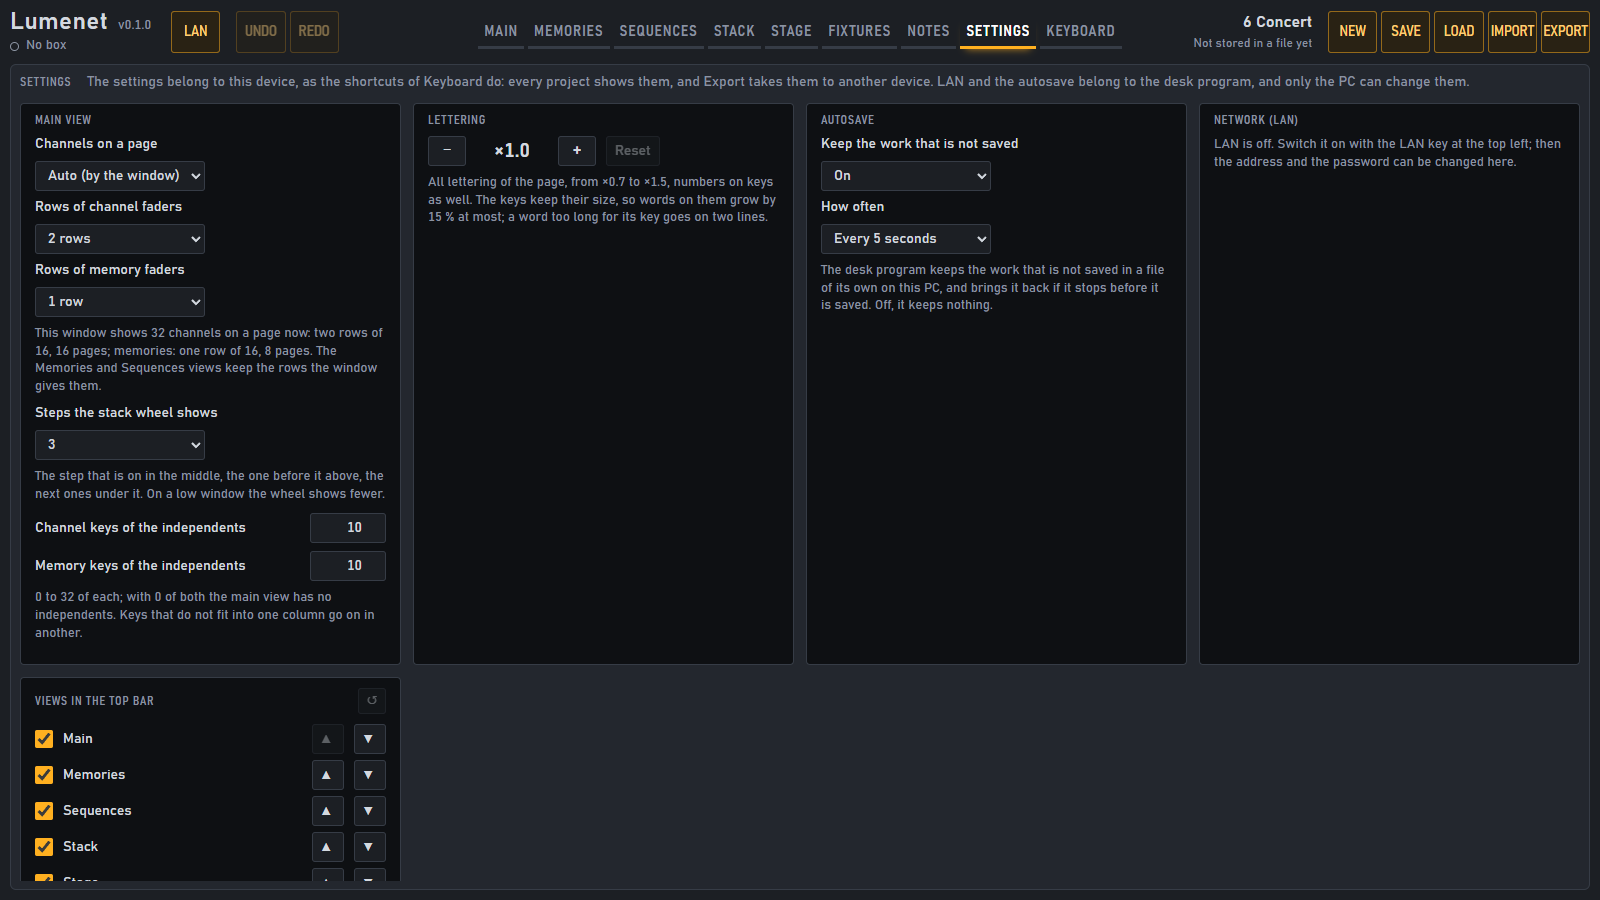 Lumenet v0.1.0
No box
LAN
UNDO
REDO
MAIN
MEMORIES
SEQUENCES
STACK
STAGE
FIXTURES
NOTES
SETTINGS
KEYBOARD
6 Concert
Not stored in a file yet
NEW
SAVE
LOAD
IMPORT
EXPORT
SETTINGS The settings belong to this device, as the shortcuts of Keyboard do: every project shows them, and Export takes them to another device. LAN and the autosave belong to the desk program, and only the PC can change them.
MAIN VIEW
Channels on a page
Auto (by the window)
Rows of channel faders
2 rows
Rows of memory faders
1 row
This window shows 32 channels on a page now: two rows of
16, 16 pages; memories: one row of 16, 8 pages. The
Memories and Sequences views keep the rows the window
gives them.
Steps the stack wheel shows
3
The step that is on in the middle, the one before it above, the
next ones under it. On a low window the wheel shows fewer.
Channel keys of the independents 10
Memory keys of the independents 10
0 to 32 of each; with 0 of both the main view has no
independents. Keys that do not fit into one column go on in
another.
LETTERING
− ×1.0 + Reset
All lettering of the page, from ×0.7 to ×1.5, numbers on keys
as well. The keys keep their size, so words on them grow by
15 % at most; a word too long for its key goes on two lines.
AUTOSAVE
Keep the work that is not saved
On
How often
Every 5 seconds
The desk program keeps the work that is not saved in a file
of its own on this PC, and brings it back if it stops before it
is saved. Off, it keeps nothing.
NETWORK (LAN)
LAN is off. Switch it on with the LAN key at the top left; then
the address and the password can be changed here.
VIEWS IN THE TOP BAR ↺
Main ▲ ▼
Memories ▲ ▼
Sequences ▲ ▼
Stack ▲ ▼
Stage